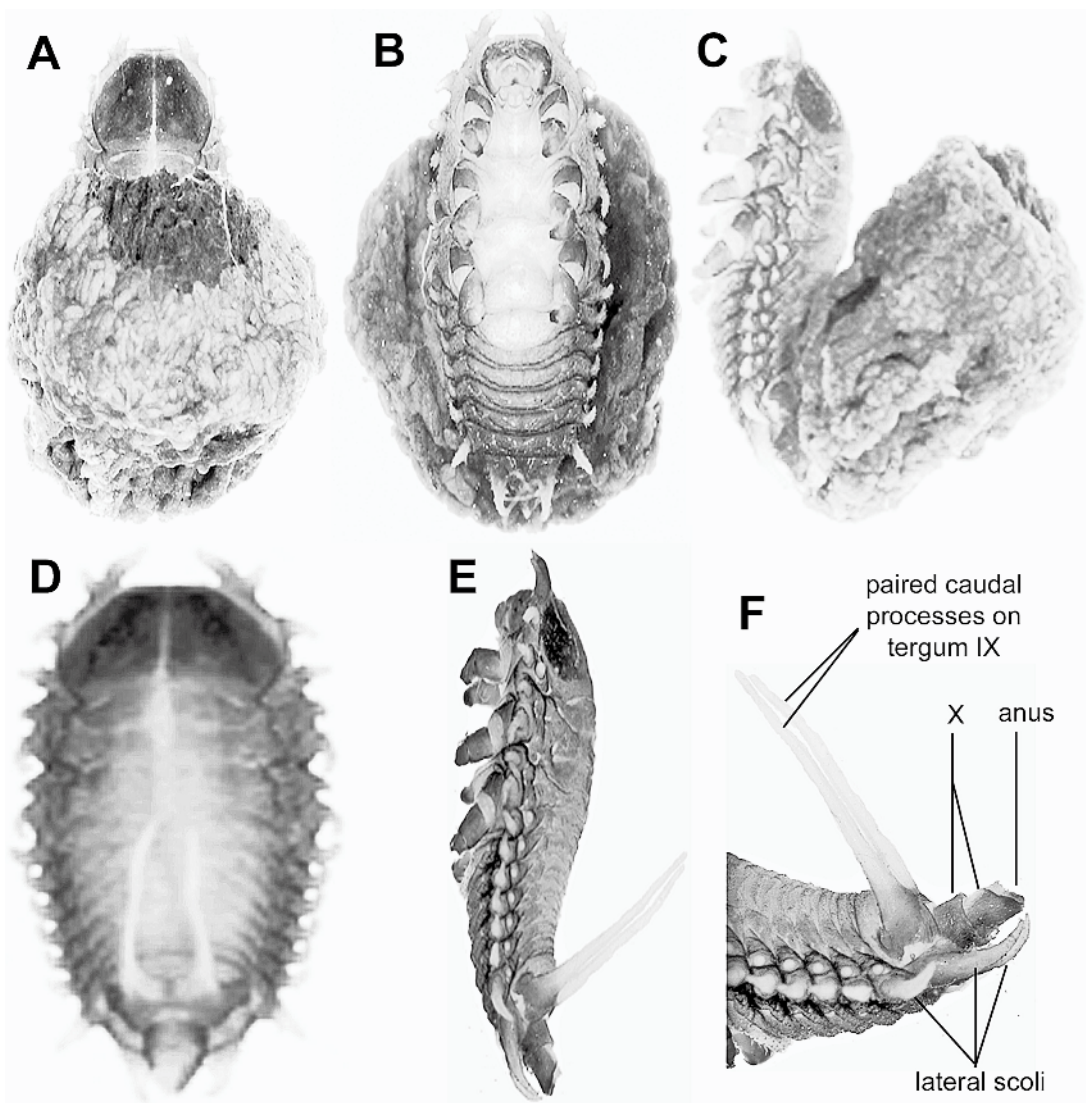 A
B
C
D
E
F
paired caudal
processes on
tergum IX
X
anus
lateral scoli